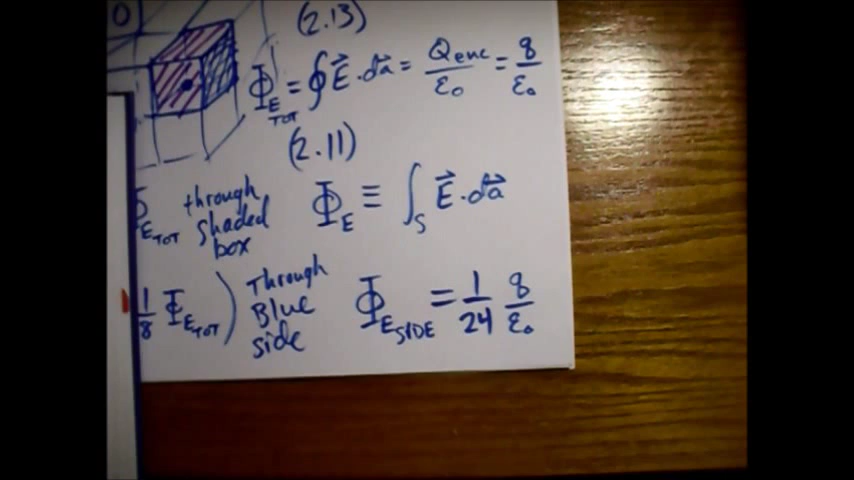 (2.13)
Φ_E_TOT = ∮ E⃗ · da⃗ = Q_enc/ε₀ = q/ε₀
(2.11)
Φ_E_TOT through shaded box
Φ_E ≡ ∫_S E⃗ · da⃗
1/8 Φ_E_TOT) Through Blue side
Φ_E_SIDE = 1/24 q/ε₀